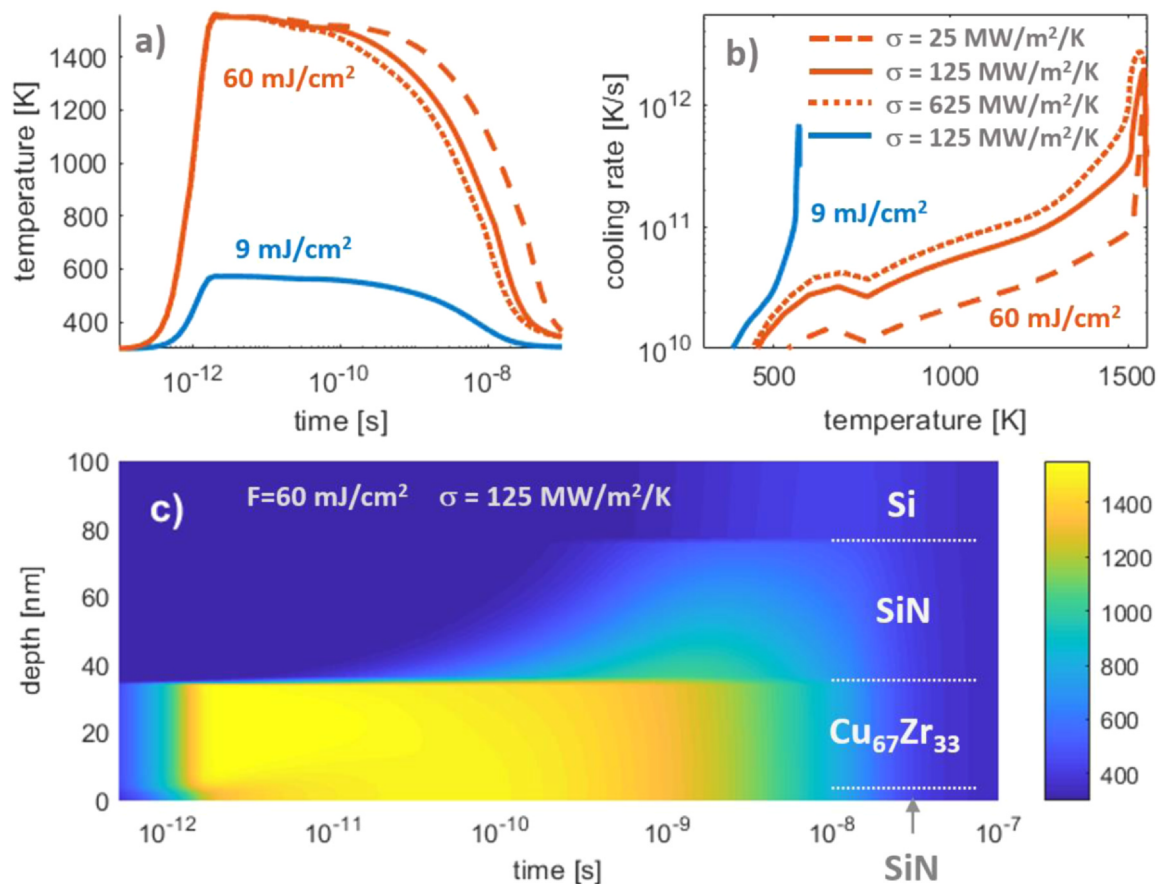 a)
1400
1200
1000
800
600
400
temperature [K]
60 mJ/cm²
9 mJ/cm²
10⁻¹² 10⁻¹⁰ 10⁻⁸
time [s]
b)
σ = 25 MW/m²/K
σ = 125 MW/m²/K
σ = 625 MW/m²/K
σ = 125 MW/m²/K
10¹²
10¹¹
10¹⁰
cooling rate [K/s]
9 mJ/cm²
60 mJ/cm²
500 1000 1500
temperature [K]
c)
F=60 mJ/cm² σ = 125 MW/m²/K
Si
SiN
Cu₆₇Zr₃₃
100
80
60
40
20
0
depth [nm]
10⁻¹² 10⁻¹¹ 10⁻¹⁰ 10⁻⁹ 10⁻⁸ 10⁻⁷
time [s]
SiN
1400
1200
1000
800
600
400